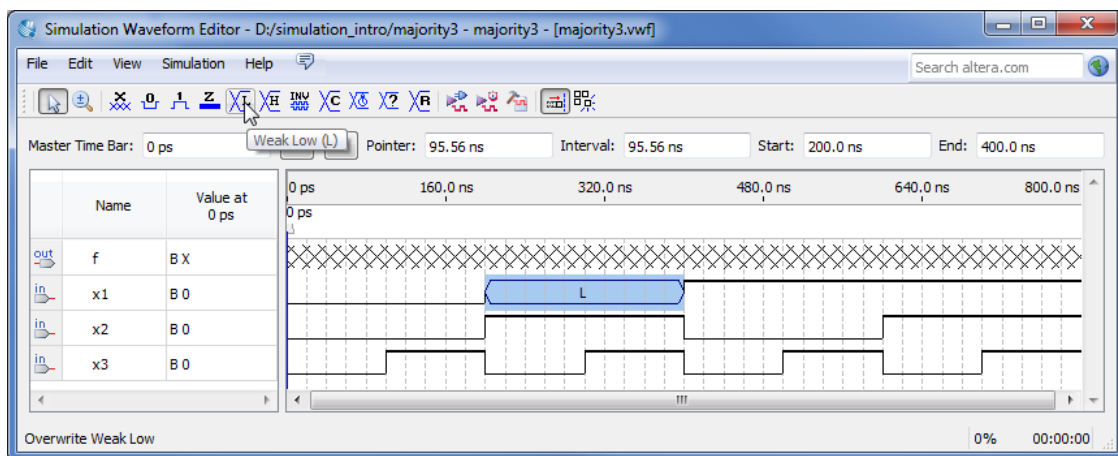 Simulation Waveform Editor - D:/simulation_intro/majority3 - majority3 - [majority3.vwf]
File Edit View Simulation Help
Search altera.com
X 0 1 Z L H INV C 2 R
Weak Low (L)
Master Time Bar: 0 ps Pointer: 95.56 ns Interval: 95.56 ns Start: 200.0 ns End: 400.0 ns
Name Value at 0 ps
0 ps 160.0 ns 320.0 ns 480.0 ns 640.0 ns 800.0 ns
0 ps
out f B X
in x1 B 0 L
in x2 B 0
in x3 B 0
Overwrite Weak Low 0% 00:00:00